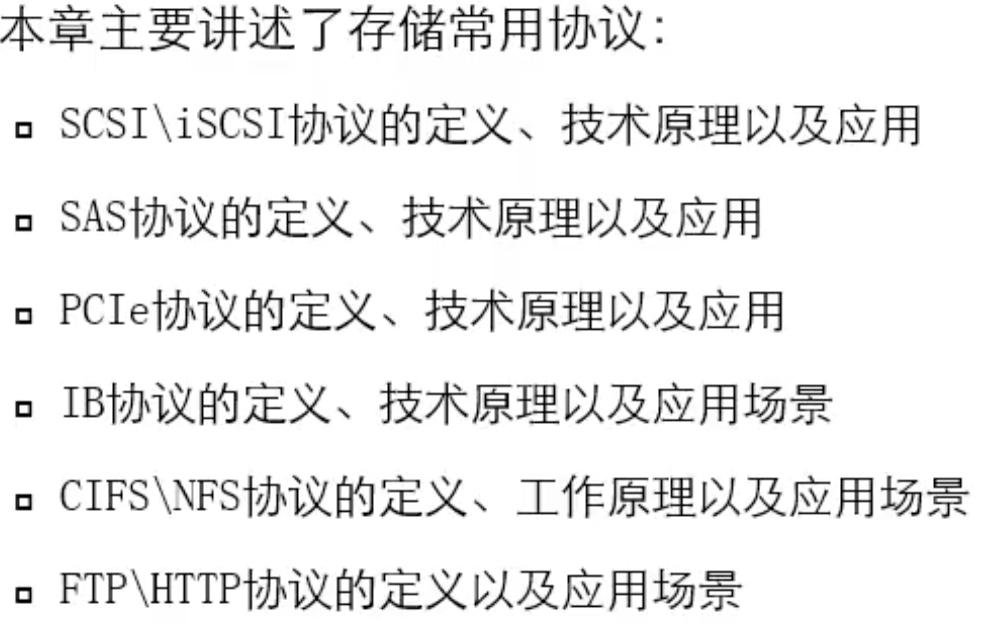 本章主要讲述了存储常用协议：
SCSI\iSCSI协议的定义、技术原理以及应用
SAS协议的定义、技术原理以及应用
PCIe协议的定义、技术原理以及应用
IB协议的定义、技术原理以及应用场景
CIFS\NFS协议的定义、工作原理以及应用场景
FTP\HTTP协议的定义以及应用场景